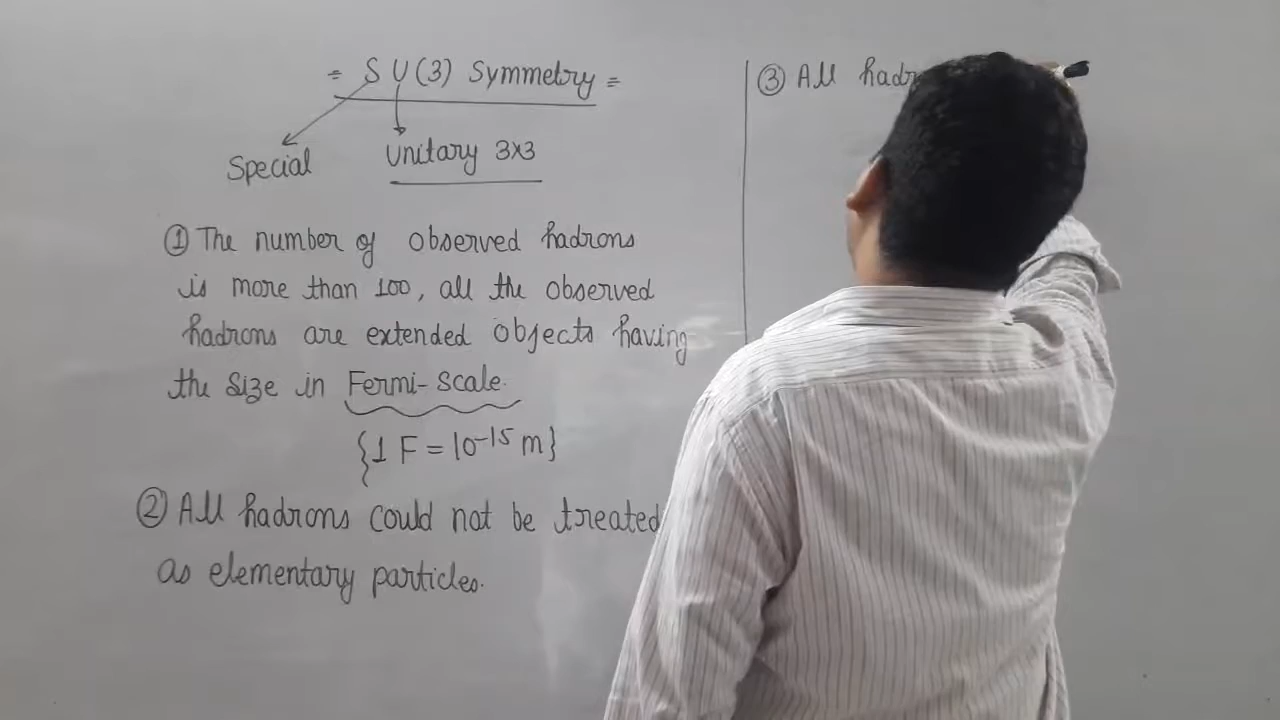 = SU(3) Symmetry =
Special
Unitary 3×3
① The number of observed hadrons
is more than 100, all the observed
hadrons are extended objects having
the size in Fermi-scale.
{1 F = 10⁻¹⁵ m}
② All hadrons could not be treated
as elementary particles.
③ All